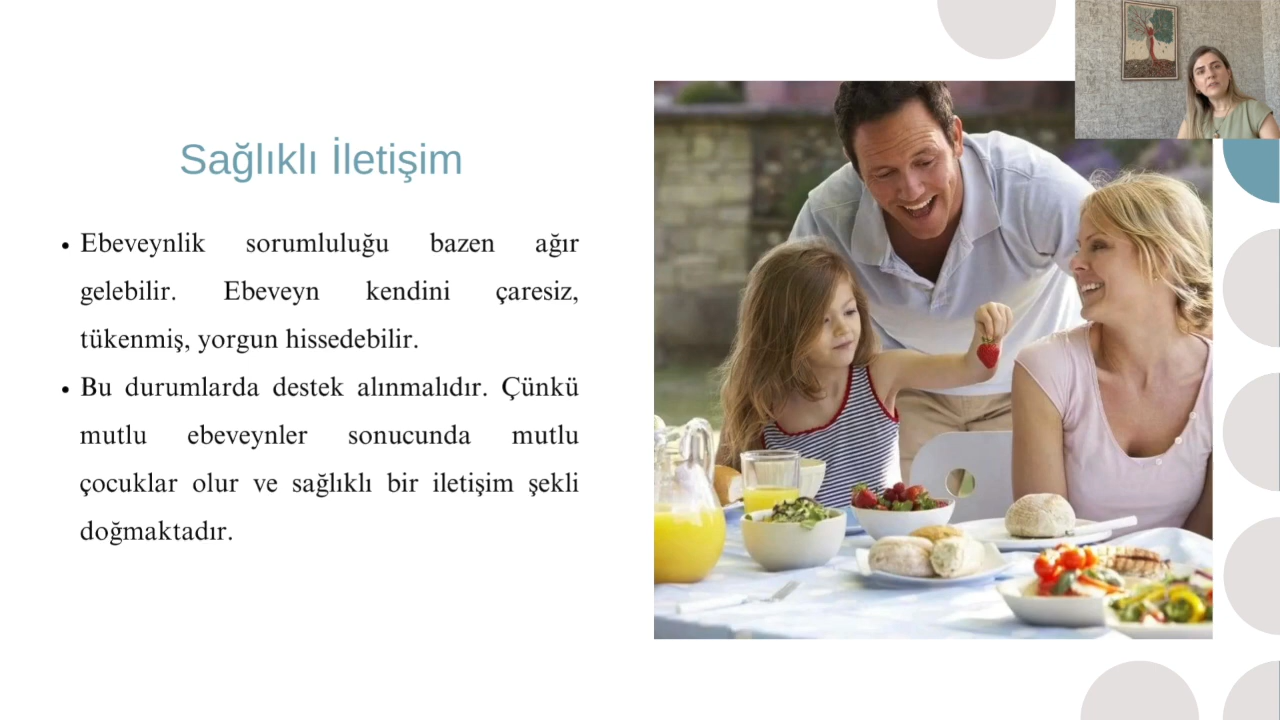 Sağlıklı İletişim
• Ebeveynlik sorumluluğu bazen ağır
gelebilir. Ebeveyn kendini çaresiz,
tükenmiş, yorgun hissedebilir.
• Bu durumlarda destek alınmalıdır. Çünkü
mutlu ebeveynler sonucunda mutlu
çocuklar olur ve sağlıklı bir iletişim şekli
doğmaktadır.